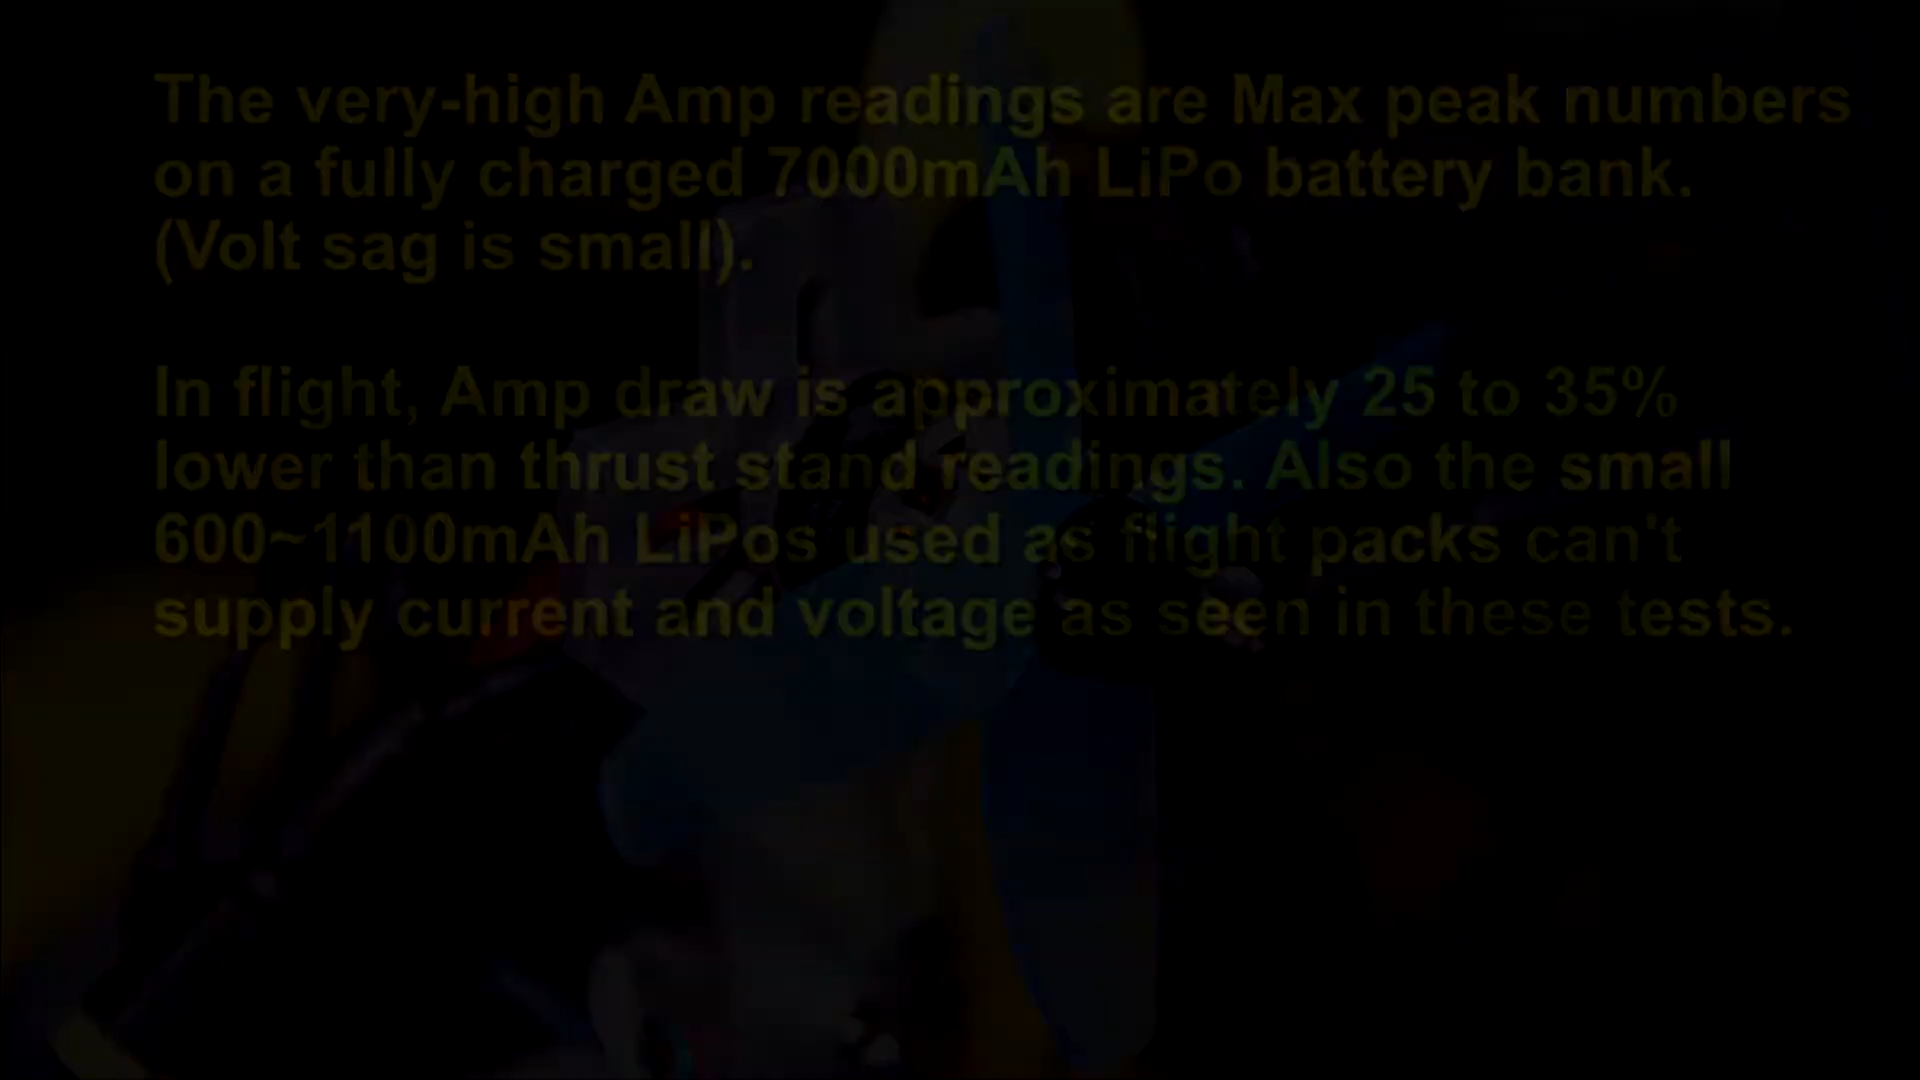 The very-high Amp readings are Max peak numbers
on a fully charged 7000mAh LiPo battery bank.
(Volt sag is small).
In flight, Amp draw is approximately 25 to 35%
lower than thrust stand readings. Also the small
600~1100mAh LiPos used as flight packs can't
supply current and voltage as seen in these tests.